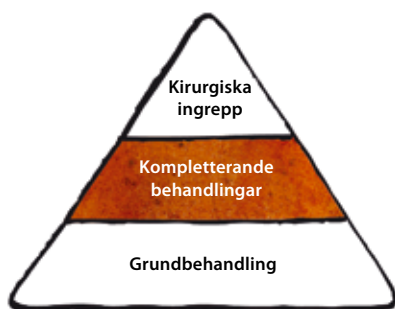 Kirurgiska
ingrepp
Kompletterande
behandlingar
Grundbehandling